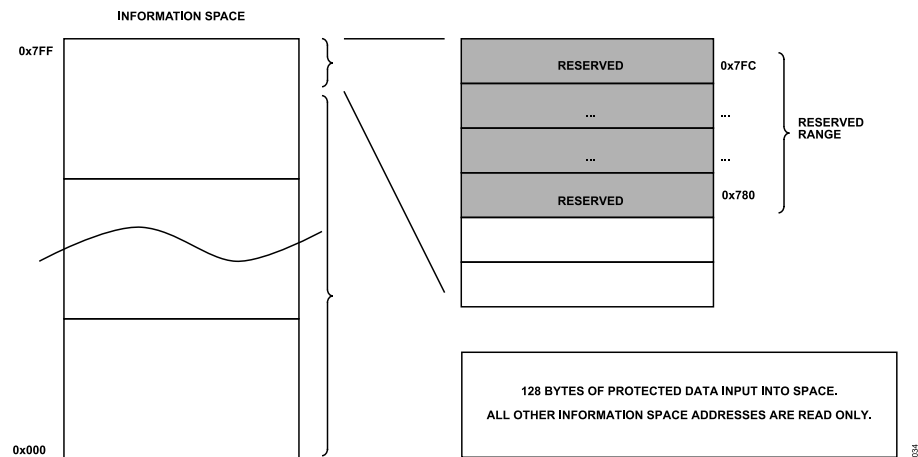 INFORMATION SPACE
0x7FF
RESERVED
0x7FC
...
...
RESERVED
RANGE
...
...
RESERVED
0x780
128 BYTES OF PROTECTED DATA INPUT INTO SPACE.
ALL OTHER INFORMATION SPACE ADDRESSES ARE READ ONLY.
0x000
034